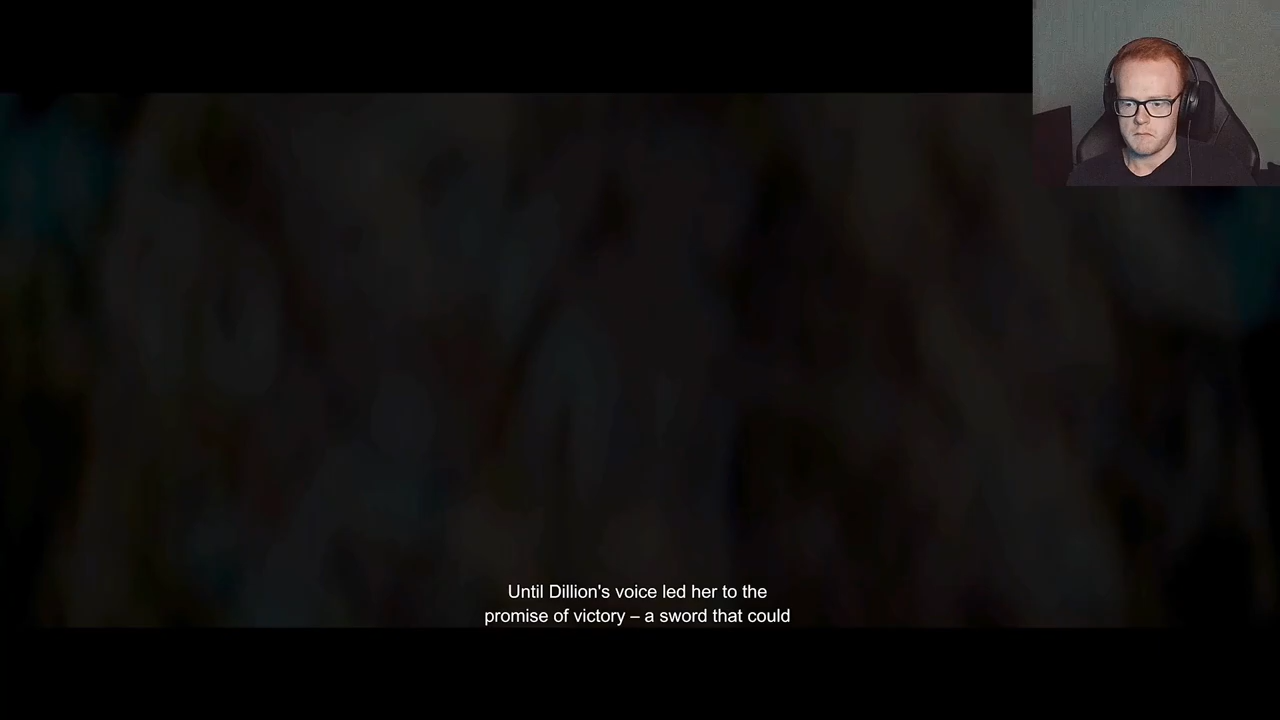 Until Dillion's voice led her to the
promise of victory – a sword that could